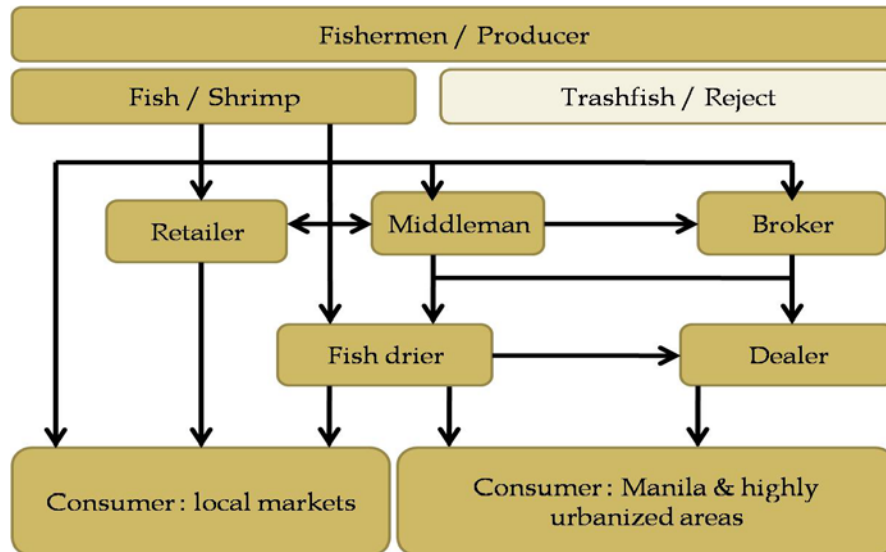 Fishermen / Producer
Fish / Shrimp
Trashfish / Reject
Retailer
Middleman
Broker
Fish drier
Dealer
Consumer : local markets
Consumer : Manila & highly
urbanized areas